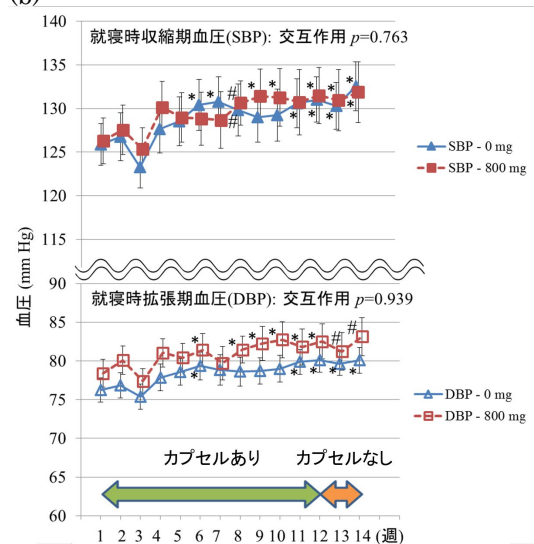 (b)
140
就寝時収縮期血圧(SBP): 交互作用 p=0.763
135
130
125
120
115
SBP - 0 mg
SBP - 800 mg
血圧 (mm Hg)
90
就寝時拡張期血圧(DBP): 交互作用 p=0.939
85
80
75
70
65
60
DBP - 0 mg
DBP - 800 mg
カプセルあり カプセルなし
1 2 3 4 5 6 7 8 9 10 11 12 13 14 (週)